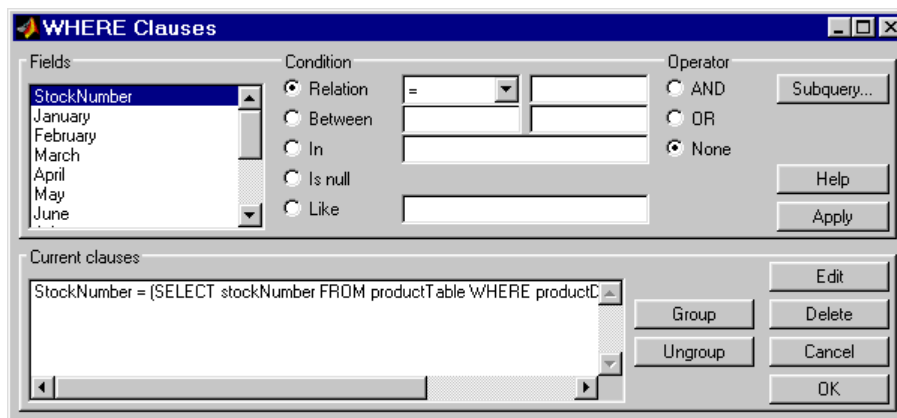 WHERE Clauses
Fields
Condition
Operator
StockNumber
January
February
March
April
May
June
Relation
=
Between
In
Is null
Like
AND
OR
None
Subquery...
Help
Apply
Current clauses
StockNumber = (SELECT stockNumber FROM productTable WHERE
Group
Ungroup
Edit
Delete
Cancel
OK